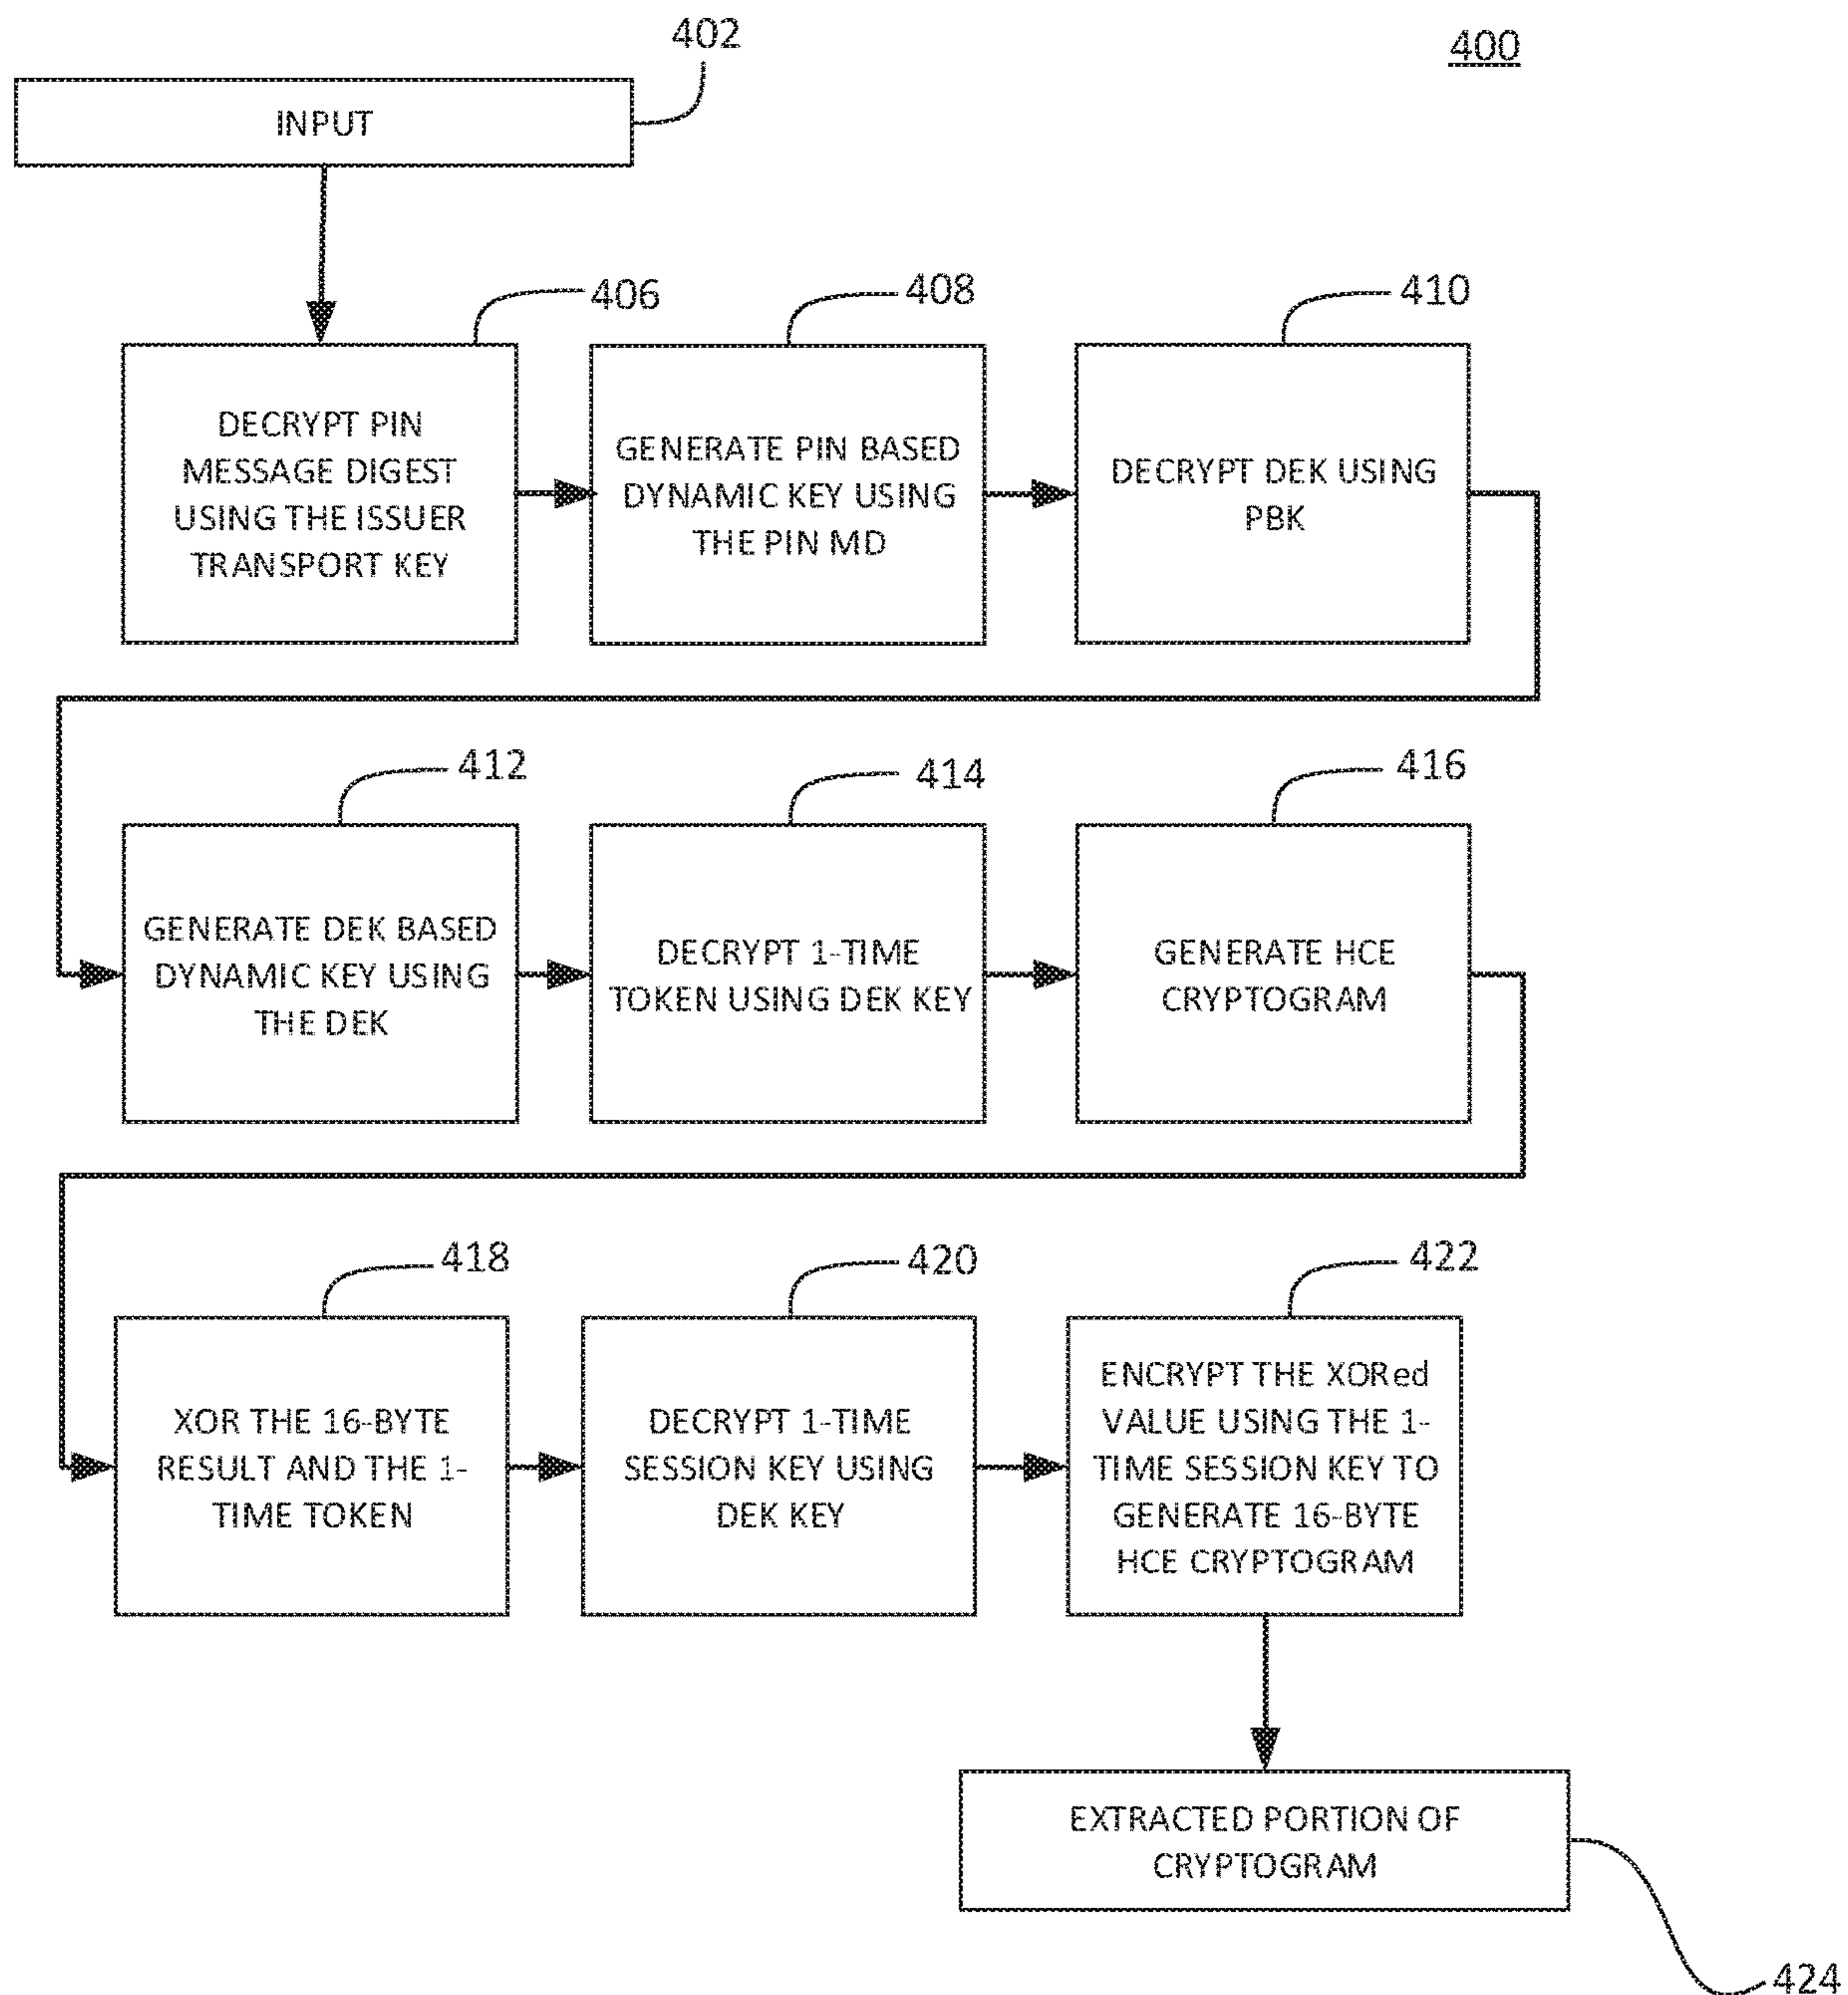 402
400
INPUT
406
408
410
DECRYPT PIN
MESSAGE DIGEST
USING THE ISSUER
TRANSPORT KEY
GENERATE PIN BASED
DYNAMIC KEY USING
THE PIN MD
DECRYPT DEK USING
PBK
412
414
416
GENERATE DEK BASED
DYNAMIC KEY USING
THE DEK
DECRYPT 1-TIME
TOKEN USING DEK KEY
GENERATE HCE
CRYPTOGRAM
418
420
422
XOR THE 16-BYTE
RESULT AND THE 1-
TIME TOKEN
DECRYPT 1-TIME
SESSION KEY USING
DEK KEY
ENCRYPT THE XORed
VALUE USING THE 1-
TIME SESSION KEY TO
GENERATE 16-BYTE
HCE CRYPTOGRAM
EXTRACTED PORTION OF
CRYPTOGRAM
424